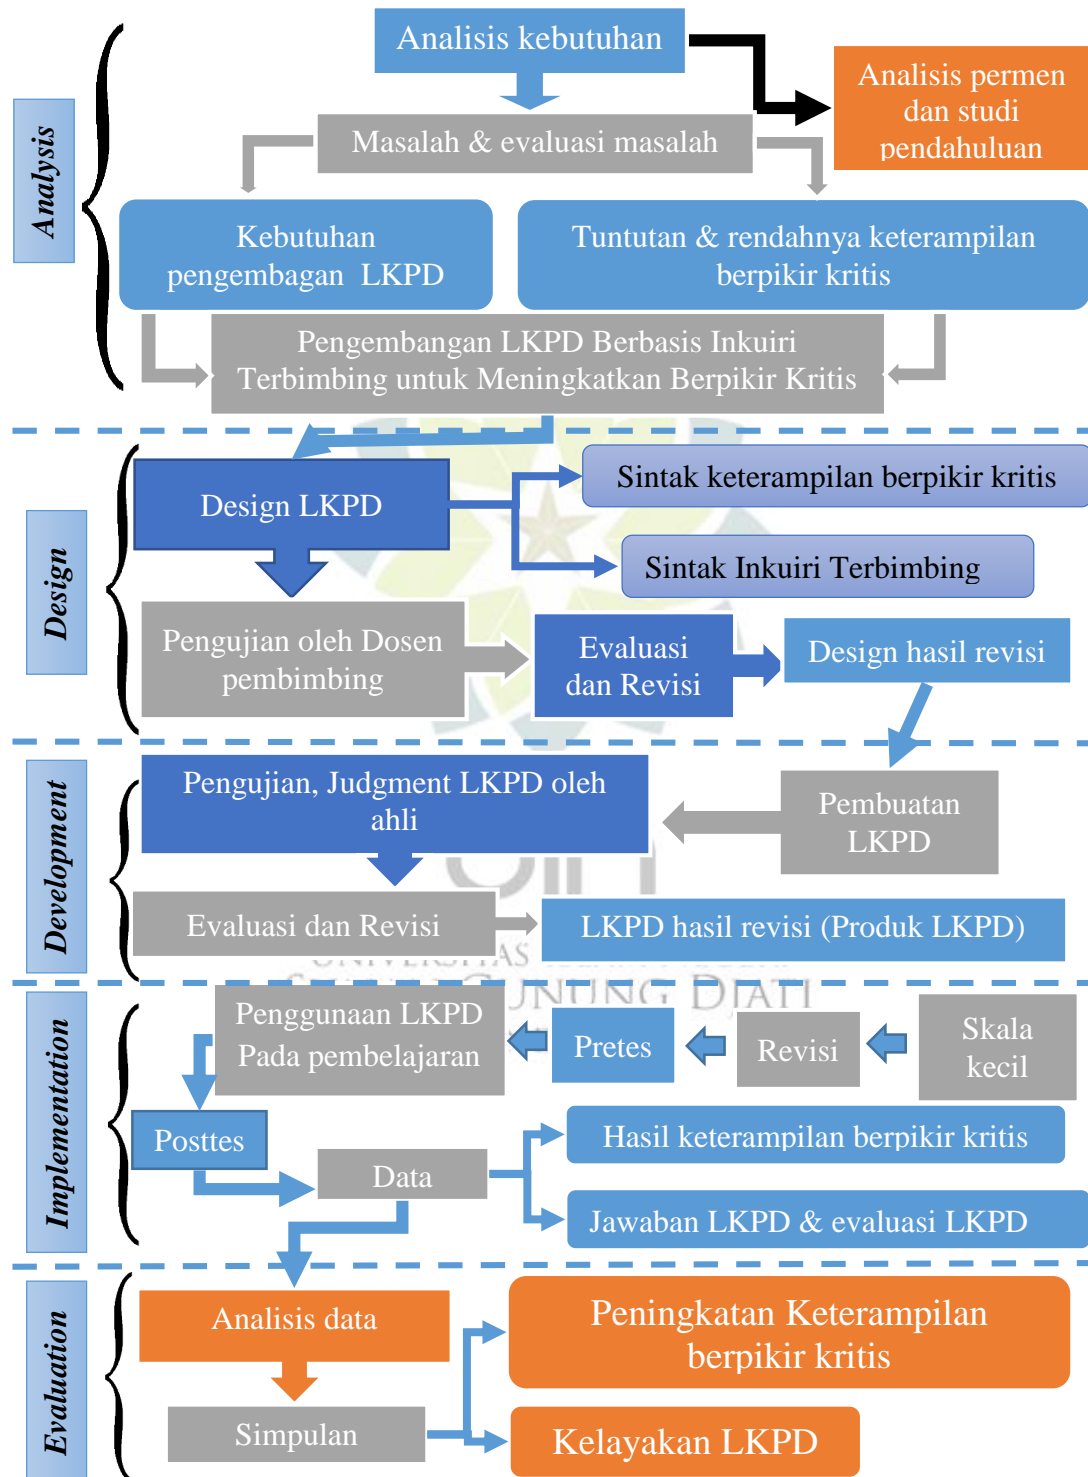 Analysis
Analisis kebutuhan
Analisis permen
dan studi
pendahuluan
Masalah & evaluasi masalah
Kebutuhan
pengembagan LKPD
Tuntutan & rendahnya keterampilan
berpikir kritis
Pengembangan LKPD Berbasis Inkuiri
Terbimbing untuk Meningkatkan Berpikir Kritis
Design
Design LKPD
Sintak keterampilan berpikir kritis
Sintak Inkuiri Terbimbing
Pengujian oleh Dosen
pembimbing
Evaluasi
dan Revisi
Design hasil revisi
Development
Pengujian, Judgment LKPD oleh
ahli
Pembuatan
LKPD
Evaluasi dan Revisi
LKPD hasil revisi (Produk LKPD)
GUNUNG DJATI
Implementation
Penggunaan LKPD
Pada pembelajaran
Pretes
Revisi
Skala
kecil
Posttes
Data
Hasil keterampilan berpikir kritis
Jawaban LKPD & evaluasi LKPD
Evaluation
Analisis data
Peningkatan Keterampilan
berpikir kritis
Simpulan
Kelayakan LKPD